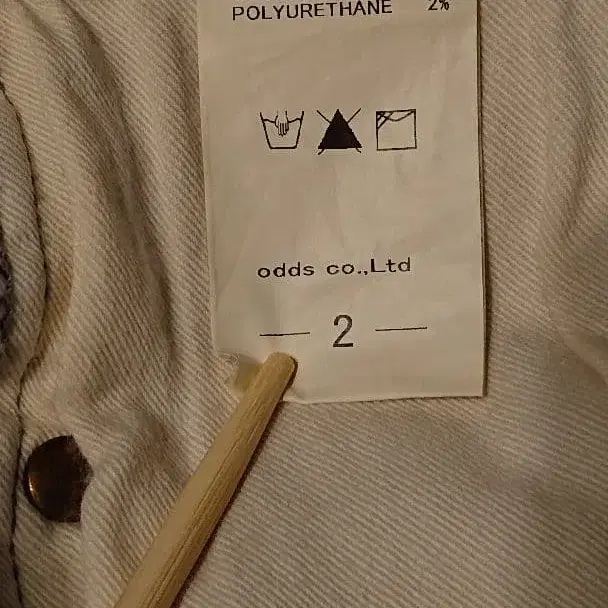 POLYURETHANE 2%
odds co.,Ltd
— 2 —